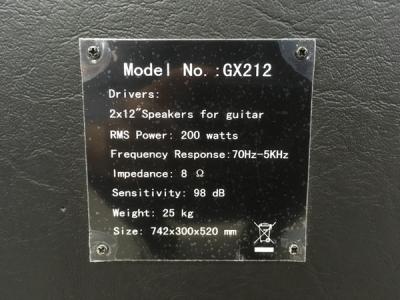 Model No.:GX212
Drivers:
2x12"Speakers for guitar
RMS Power: 200 watts
Frequency Response:70Hz-5KHz
Impedance: 8 Ω
Sensitivity: 98 dB
Weight: 25 kg
Size: 742x300x520 mm